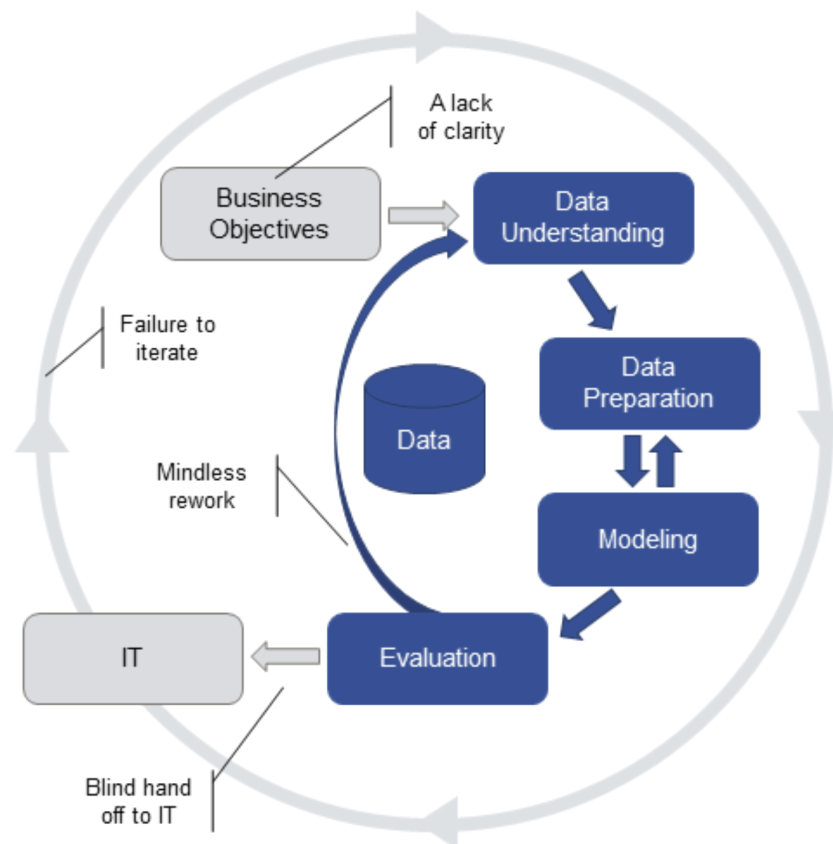 A lack
of clarity
Business
Objectives
Data
Understanding
Failure to
iterate
Data
Preparation
Data
Mindless
rework
Modeling
IT
Evaluation
Blind hand
off to IT